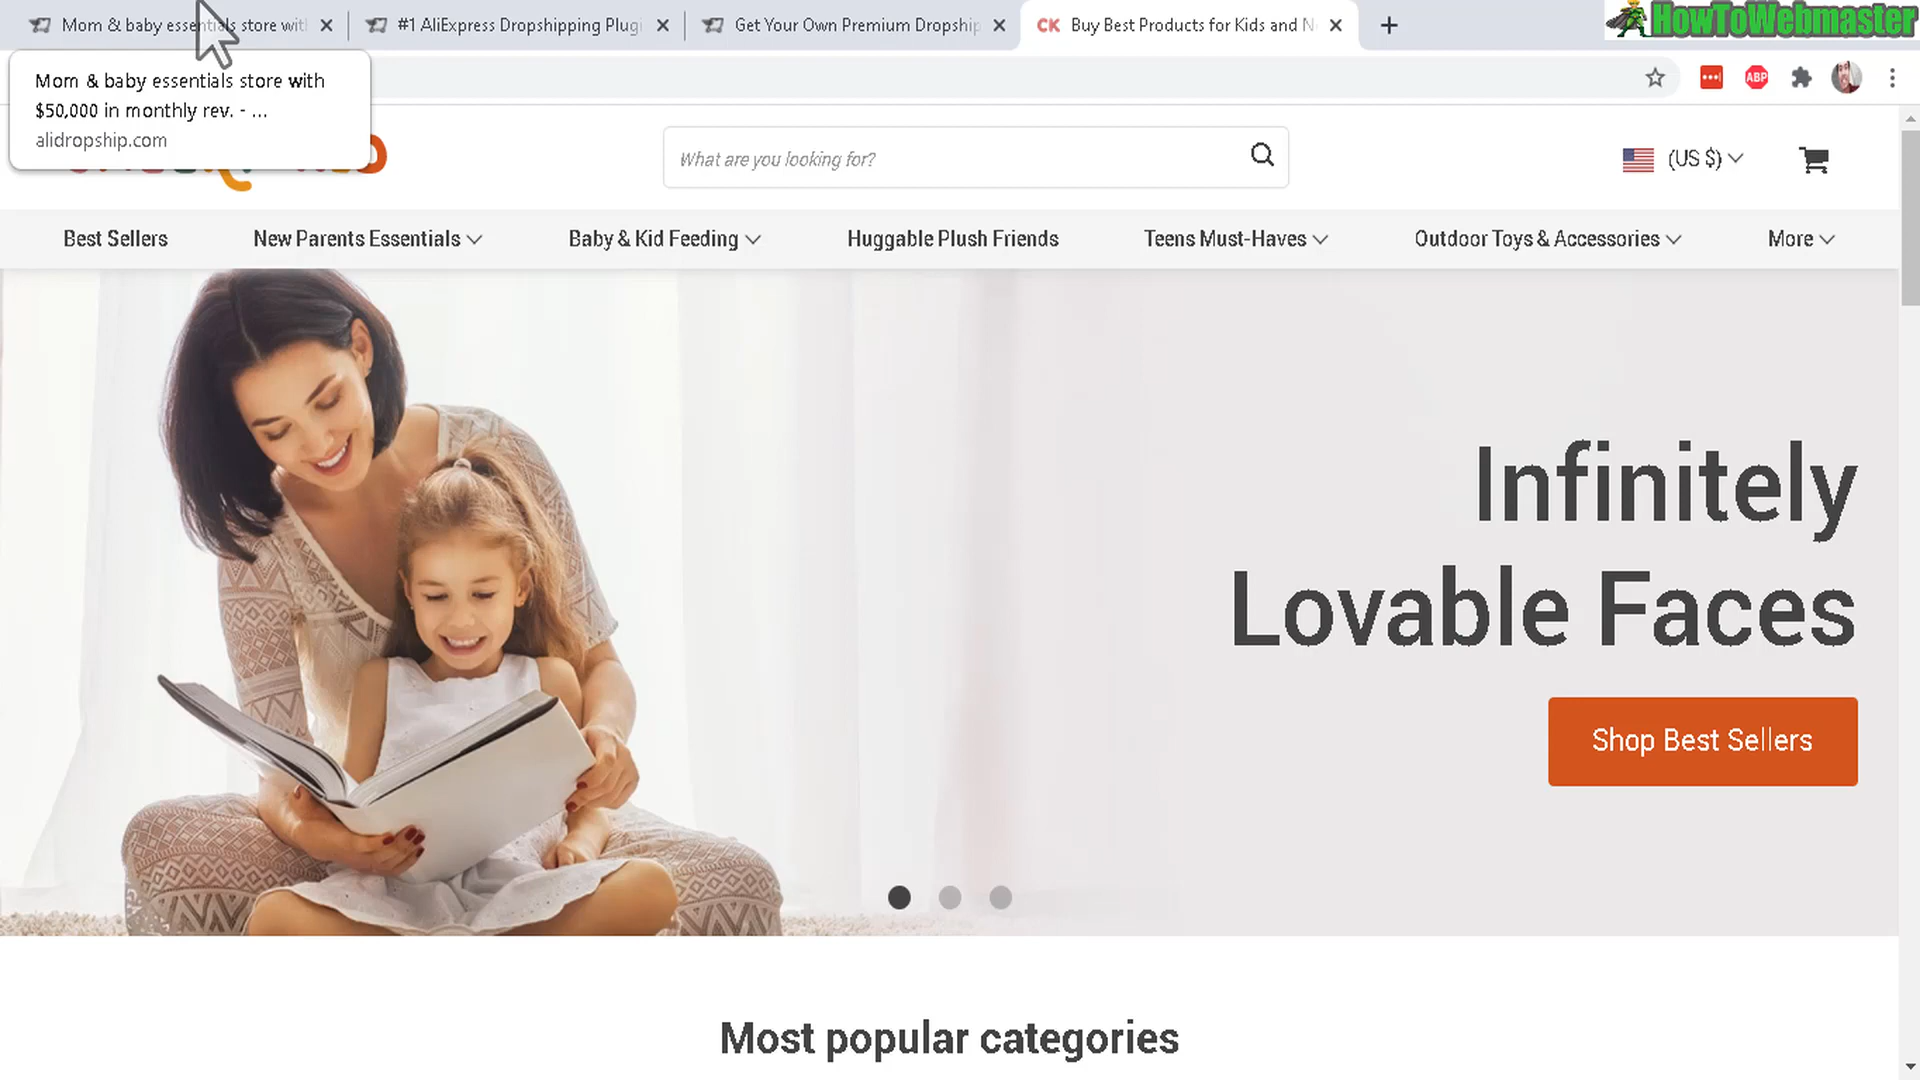 Mom & baby essentials store wit
#1 AliExpress Dropshipping Plugi
Get Your Own Premium Dropship
CK Buy Best Products for Kids and N
HowToWebmaster
Mom & baby essentials store with
$50,000 in monthly rev. - ...
alidropship.com
ABP
What are you looking for?
(US $)
Best Sellers
New Parents Essentials
Baby & Kid Feeding
Huggable Plush Friends
Teens Must-Haves
Outdoor Toys & Accessories
More
Infinitely
Lovable Faces
Shop Best Sellers
Most popular categories